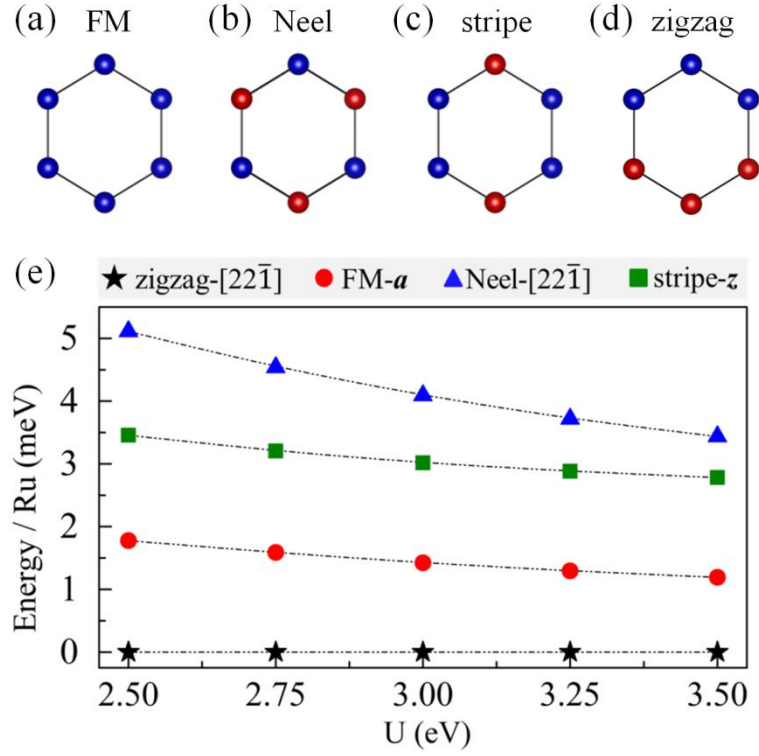 (a) FM (b) Neel (c) stripe (d) zigzag
(e) zigzag-[221̅] FM-a Neel-[221̅] stripe-z
5
4
3
2
1
0
Energy / Ru (meV)
2.50 2.75 3.00 3.25 3.50
U (eV)